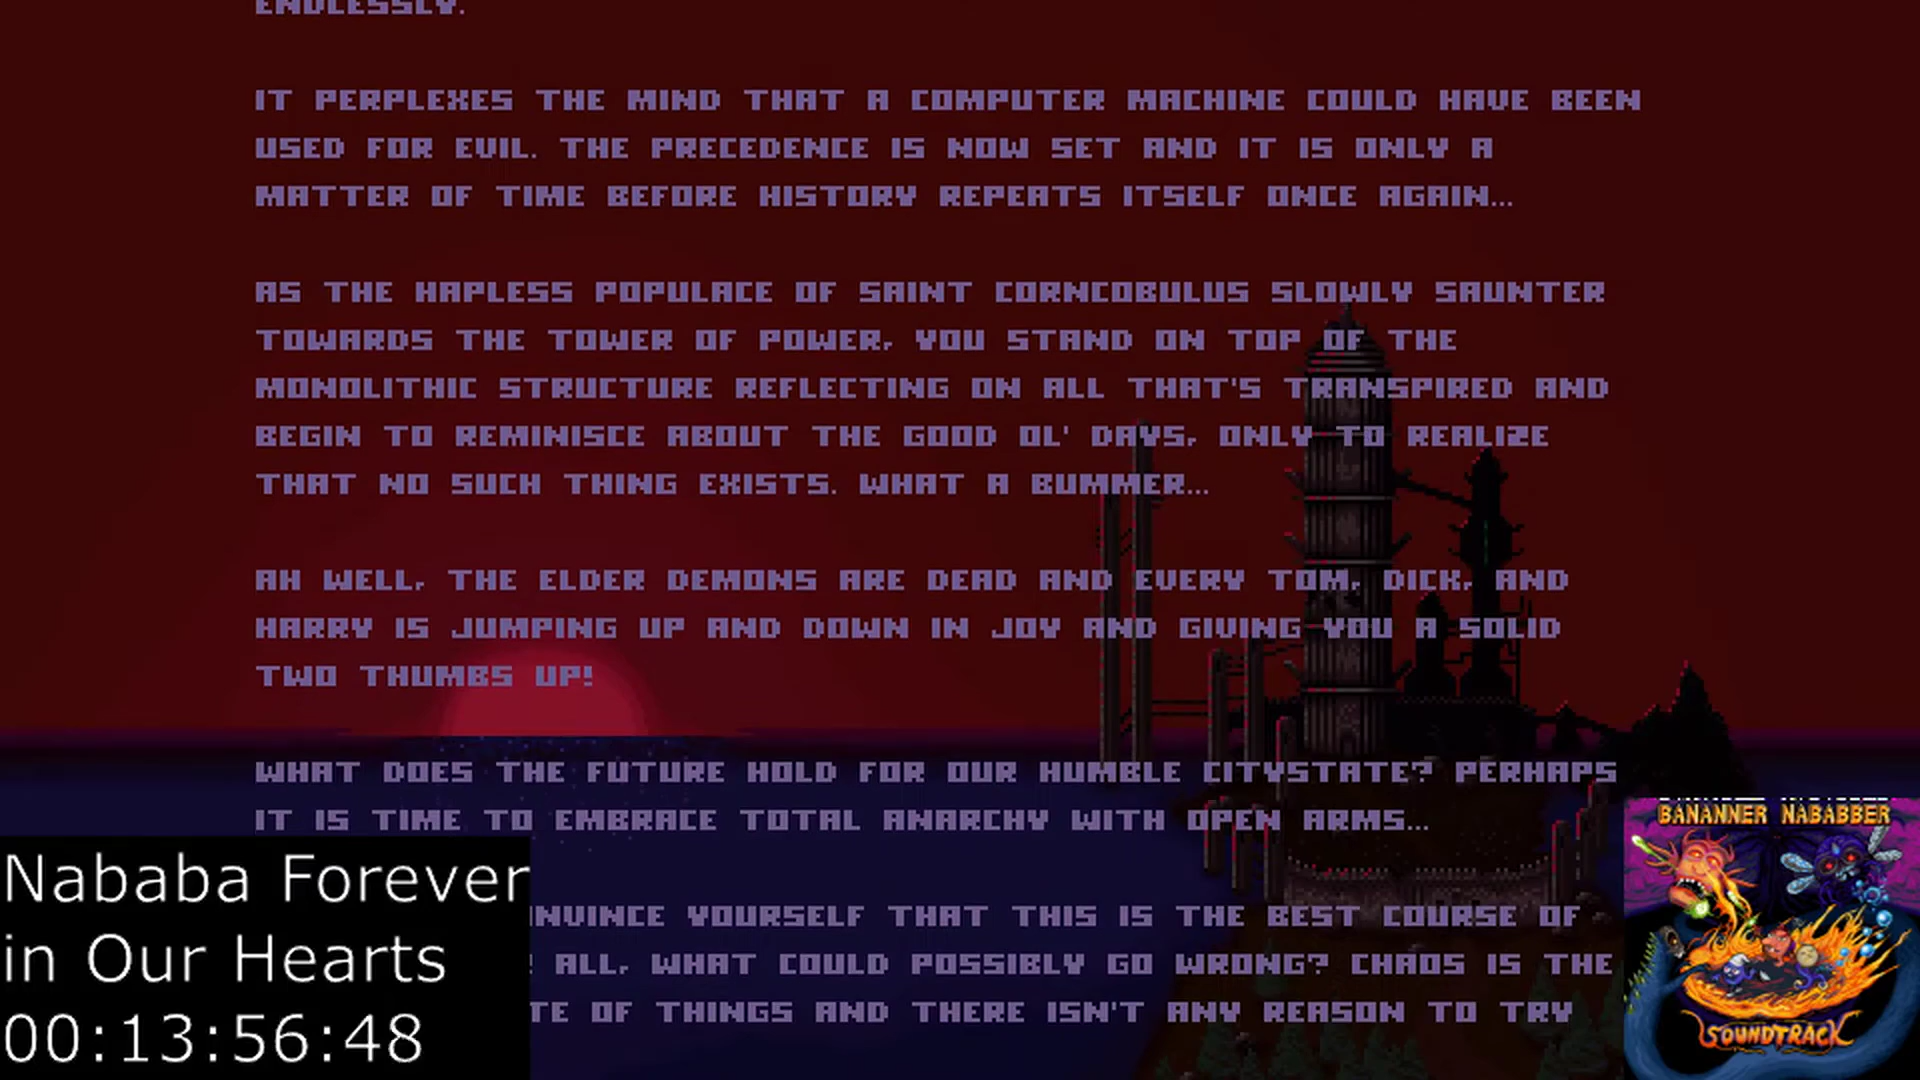 ENDLESSLY.
IT PERPLEXES THE MIND THAT A COMPUTER MACHINE COULD HAVE BEEN
USED FOR EVIL. THE PRECEDENCE IS NOW SET AND IT IS ONLY A
MATTER OF TIME BEFORE HISTORY REPEATS ITSELF ONCE AGAIN...
AS THE HAPLESS POPULACE OF SAINT CORNCOBULUS SLOWLY SAUNTER
TOWARDS THE TOWER OF POWER, YOU STAND ON TOP OF THE
MONOLITHIC STRUCTURE REFLECTING ON ALL THAT'S TRANSPIRED AND
BEGIN TO REMINISCE ABOUT THE GOOD OL' DAYS, ONLY TO REALIZE
THAT NO SUCH THING EXISTS. WHAT A BUMMER...
AH WELL, THE ELDER DEMONS ARE DEAD AND EVERY TOM, DICK, AND
HARRY IS JUMPING UP AND DOWN IN JOY AND GIVING YOU A SOLID
TWO THUMBS UP!
WHAT DOES THE FUTURE HOLD FOR OUR HUMBLE CITYSTATE? PERHAPS
IT IS TIME TO EMBRACE TOTAL ANARCHY WITH OPEN ARMS...
NVINCE YOURSELF THAT THIS IS THE BEST COURSE OF
ALL, WHAT COULD POSSIBLY GO WRONG? CHAOS IS THE
TE OF THINGS AND THERE ISN'T ANY REASON TO TRY
Nababa Forever
in Our Hearts
00:13:56:48
BANANNER NABABBER
SOUNDTRACK